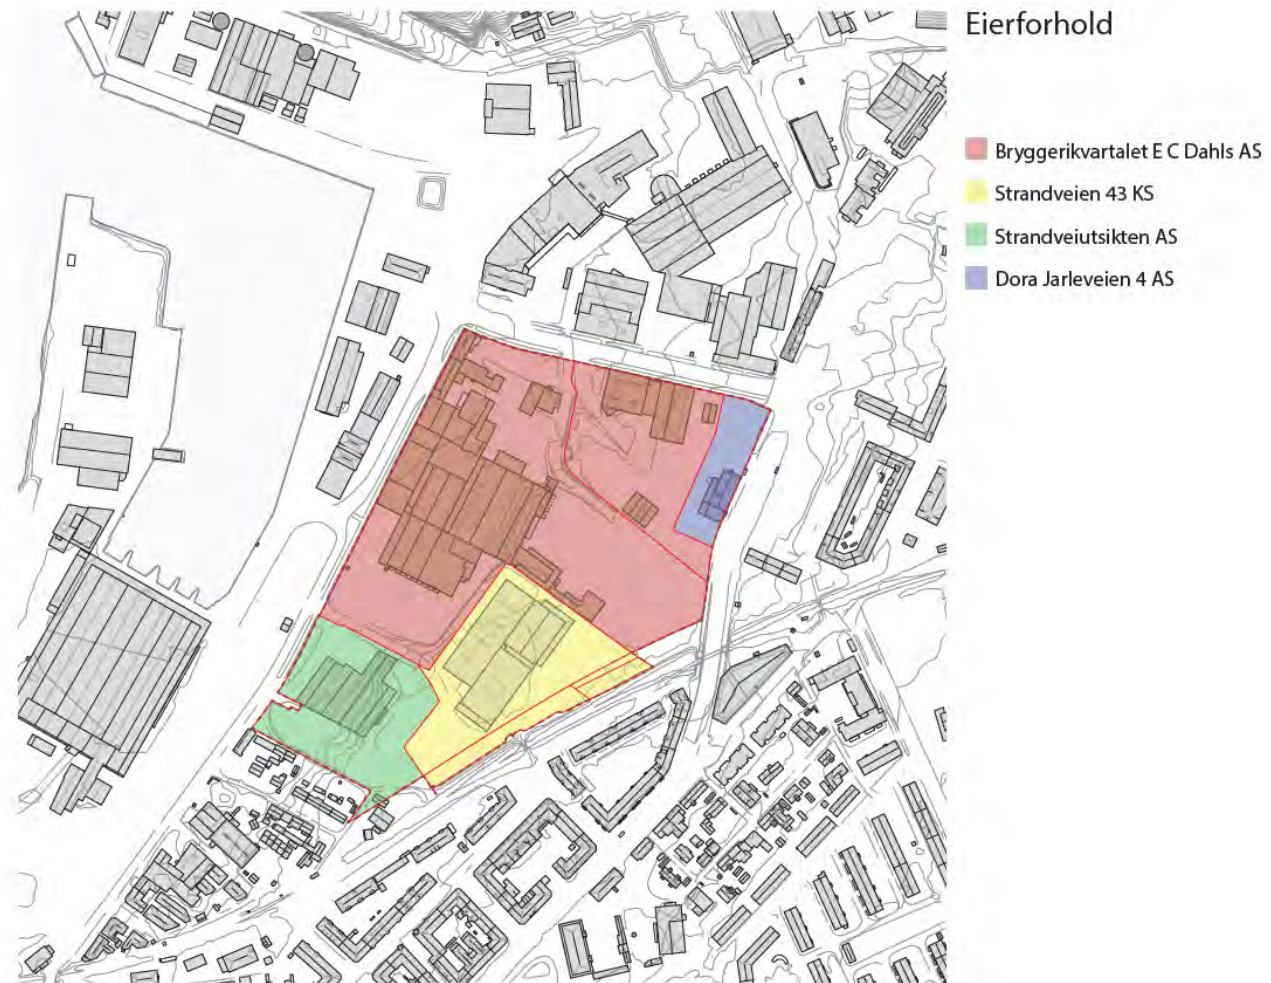 Eierforhold
Bryggerikvartalet E C Dahls AS
Strandveien 43 KS
Strandveiutsikten AS
Dora Jarleveien 4 AS